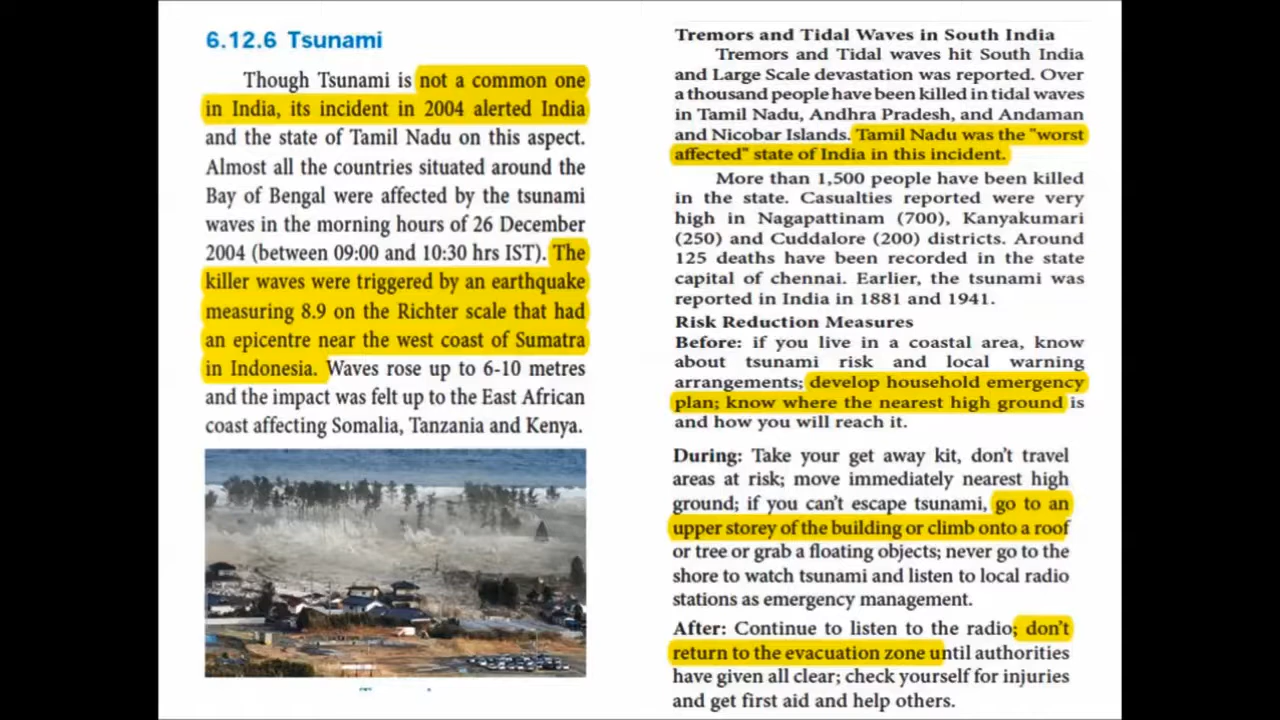 6.12.6 Tsunami
Though Tsunami is not a common one
in India, its incident in 2004 alerted India
and the state of Tamil Nadu on this aspect.
Almost all the countries situated around the
Bay of Bengal were affected by the tsunami
waves in the morning hours of 26 December
2004 (between 09:00 and 10:30 hrs IST). The
killer waves were triggered by an earthquake
measuring 8.9 on the Richter scale that had
an epicentre near the west coast of Sumatra
in Indonesia. Waves rose up to 6-10 metres
and the impact was felt up to the East African
coast affecting Somalia, Tanzania and Kenya.
Tremors and Tidal Waves in South India
Tremors and Tidal waves hit South India
and Large Scale devastation was reported. Over
a thousand people have been killed in tidal waves
in Tamil Nadu, Andhra Pradesh, and Andaman
and Nicobar Islands. Tamil Nadu was the "worst
affected" state of India in this incident.
More than 1,500 people have been killed
in the state. Casualties reported were very
high in Nagapattinam (700), Kanyakumari
(250) and Cuddalore (200) districts. Around
125 deaths have been recorded in the state
capital of chennai. Earlier, the tsunami was
reported in India in 1881 and 1941.
Risk Reduction Measures
Before: if you live in a coastal area, know
about tsunami risk and local warning
arrangements; develop household emergency
plan; know where the nearest high ground is
and how you will reach it.
During: Take your get away kit, don't travel
areas at risk; move immediately nearest high
ground; if you can't escape tsunami, go to an
upper storey of the building or climb onto a roof
or tree or grab a floating objects; never go to the
shore to watch tsunami and listen to local radio
stations as emergency management.
After: Continue to listen to the radio; don't
return to the evacuation zone until authorities
have given all clear; check yourself for injuries
and get first aid and help others.